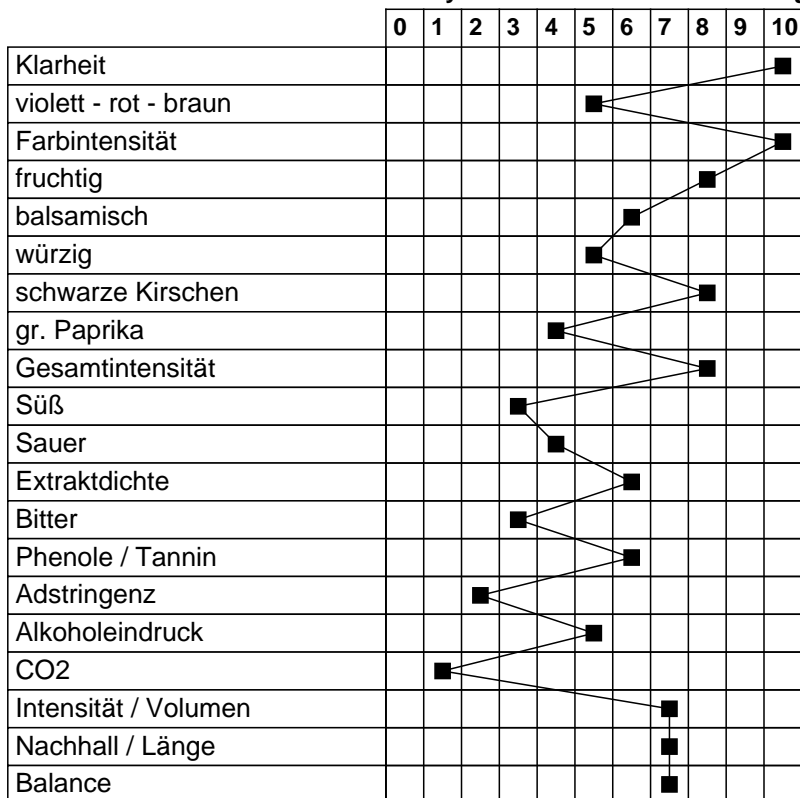 0 1 2 3 4 5 6 7 8 9 10
Klarheit
violett - rot - braun
Farbintensität
fruchtig
balsamisch
würzig
schwarze Kirschen
gr. Paprika
Gesamtintensität
Süß
Sauer
Extraktdichte
Bitter
Phenole / Tannin
Adstringenz
Alkoholeindruck
CO2
Intensität / Volumen
Nachhall / Länge
Balance